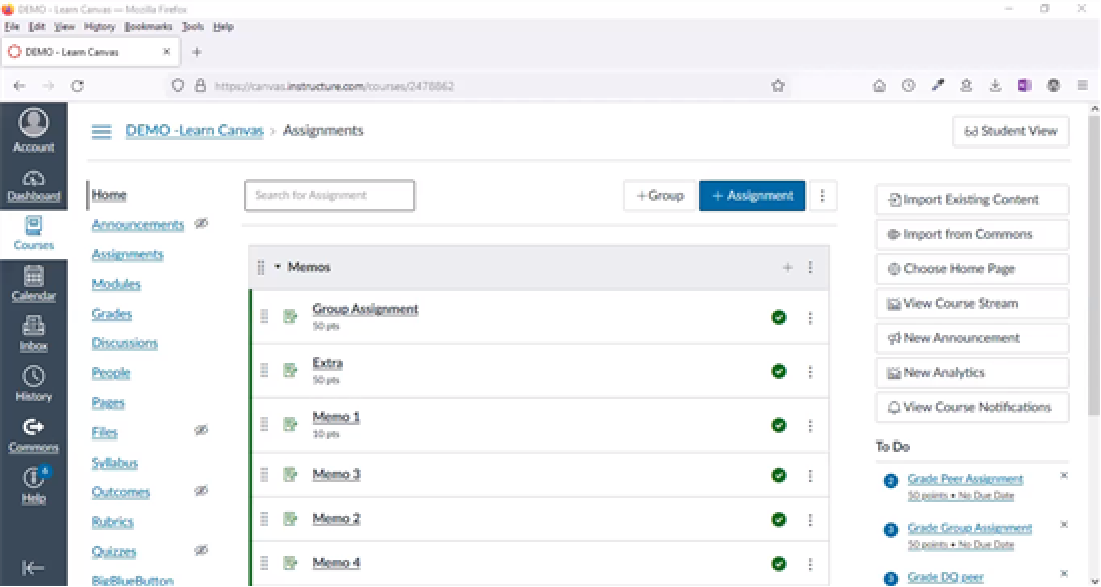 DEMO - Learn Canvas — Mozilla Firefox
File Edit View History Bookmarks Tools Help
DEMO - Learn Canvas
https://canvas.instructure.com/courses/2478862
Account
Dashboard
Courses
Calendar
Inbox
History
Commons
6
Help
DEMO -Learn Canvas > Assignments
Student View
Home
Announcements
Assignments
Modules
Grades
Discussions
People
Pages
Files
Syllabus
Outcomes
Rubrics
Quizzes
BigBlueButton
Search for Assignment
+Group
+ Assignment
Memos
Group Assignment
50 pts
Extra
50 pts
Memo 1
10 pts
Memo 3
Memo 2
Memo 4
Import Existing Content
Import from Commons
Choose Home Page
View Course Stream
New Announcement
New Analytics
View Course Notifications
To Do
2 Grade Peer Assignment
50 points • No Due Date
3 Grade Group Assignment
50 points • No Due Date
3 Grade DQ peer